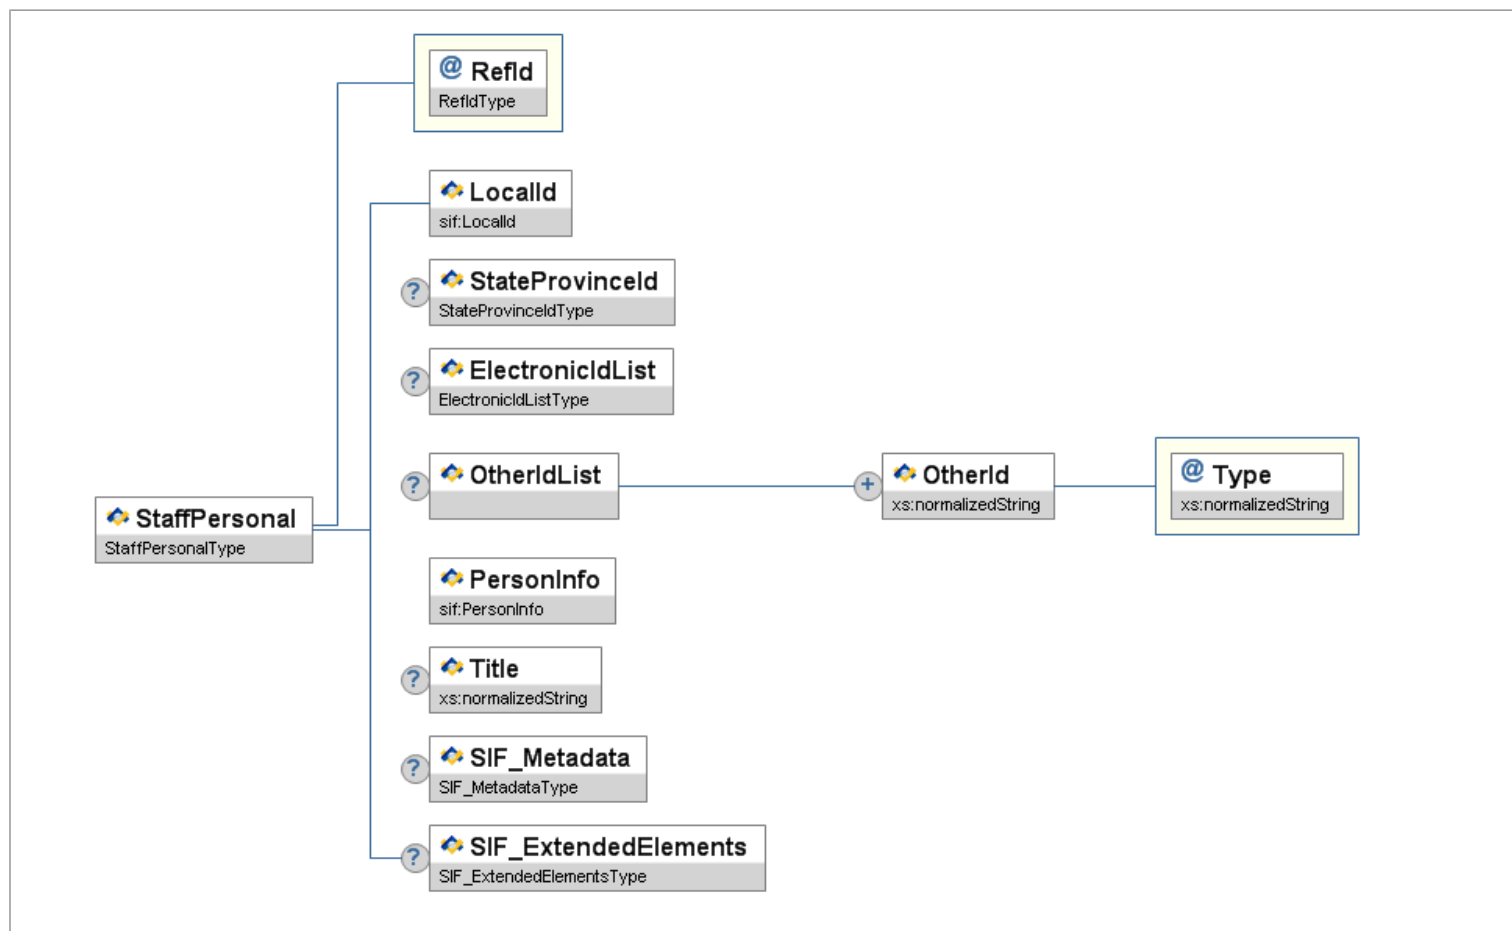 @ RefId
RefIdType
LocalId
sif:LocalId
? StateProvinceId
StateProvinceIdType
? ElectronicIdList
ElectronicIdListType
? OtherIdList
+ OtherId
xs:normalizedString
@ Type
xs:normalizedString
StaffPersonal
StaffPersonalType
PersonInfo
sif:PersonInfo
? Title
xs:normalizedString
? SIF_Metadata
SIF_MetadataType
? SIF_ExtendedElements
SIF_ExtendedElementsType